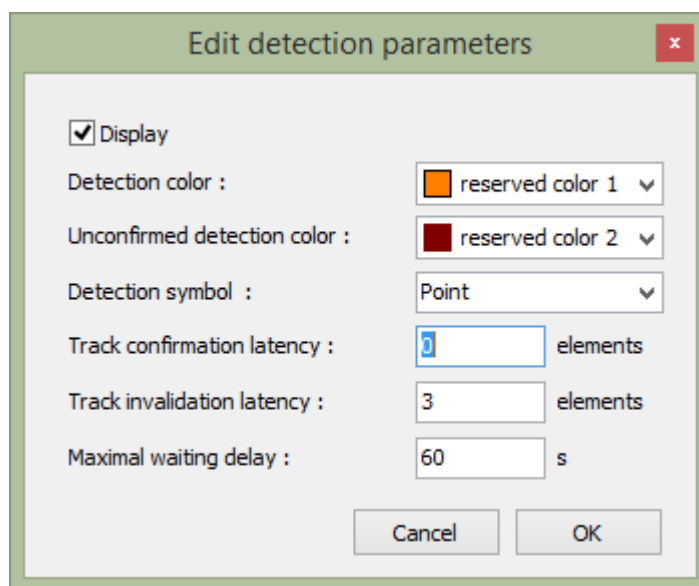 Edit detection parameters
x
Display
Detection color : reserved color 1
Unconfirmed detection color : reserved color 2
Detection symbol : Point
Track confirmation latency : 0 elements
Track invalidation latency : 3 elements
Maximal waiting delay : 60 s
Cancel OK